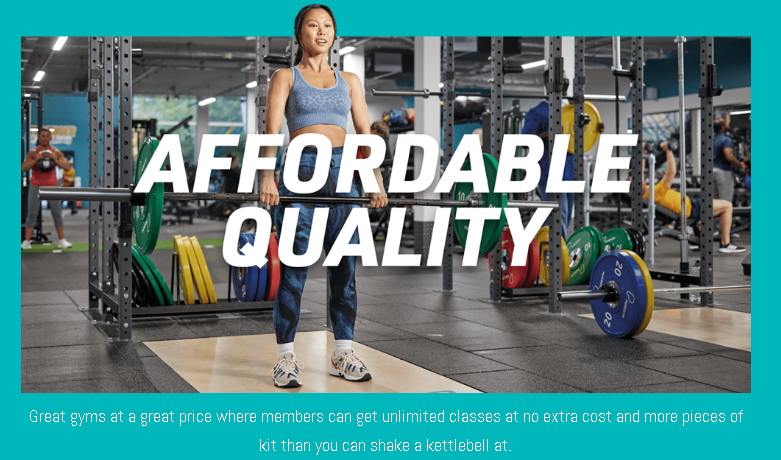 AFFORDABLE
QUALITY
20
20
10
Great gyms at a great price where members can get unlimited classes at no extra cost and more pieces of
kit than you can shake a kettlebell at.